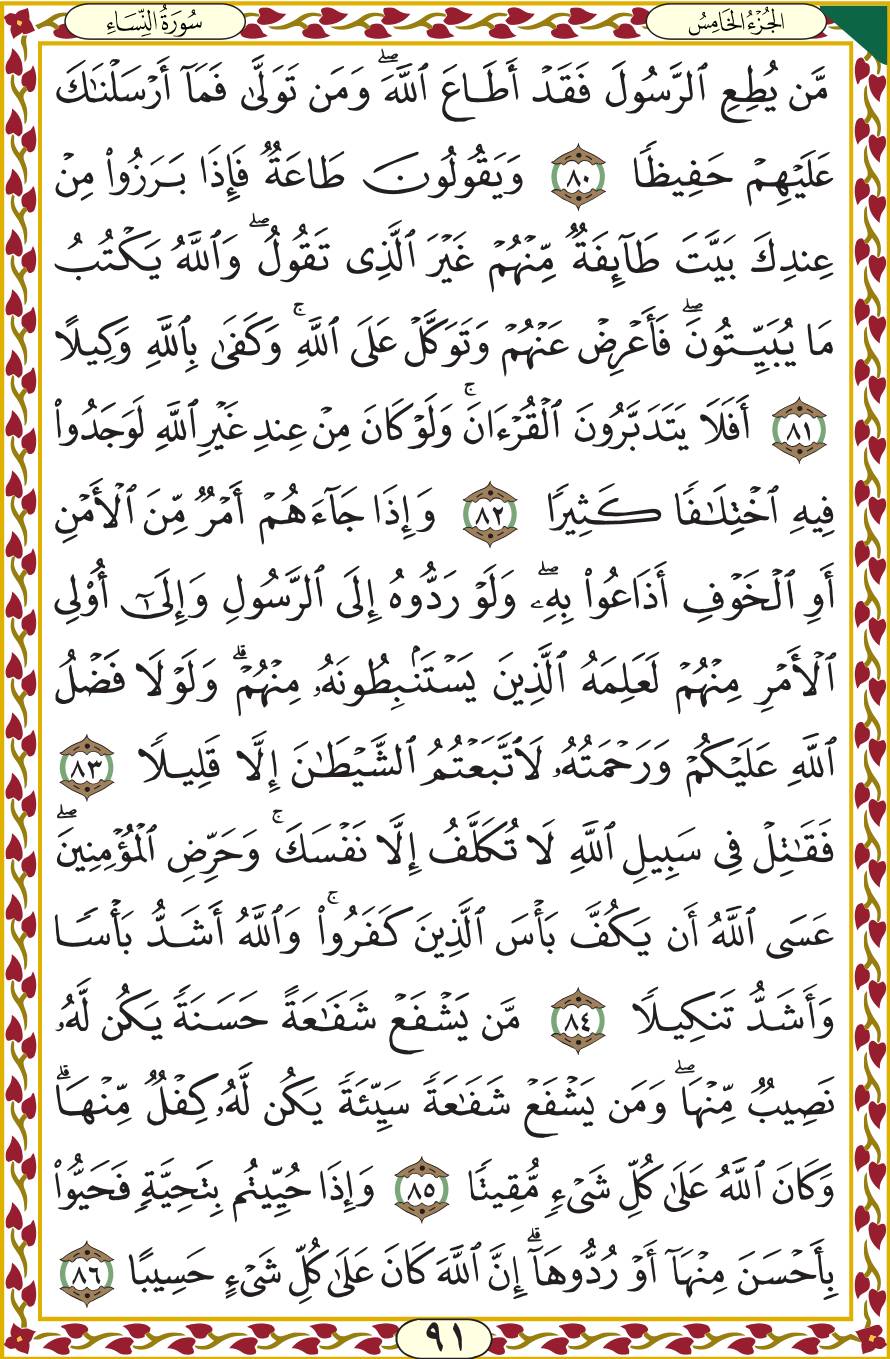 الجُزْءُ الخَامِسُ
سُورَةُ النِّسَاءِ
مَّن يُطِعِ ٱلرَّسُولَ فَقَدۡ أَطَاعَ ٱللَّهَۖ وَمَن تَوَلَّىٰ فَمَآ أَرۡسَلۡنَٰكَ
عَلَيۡهِمۡ حَفِيظٗا ٨٠ وَيَقُولُونَ طَاعَةٞ فَإِذَا بَرَزُواْ مِنۡ
عِندِكَ بَيَّتَ طَآئِفَةٞ مِّنۡهُمۡ غَيۡرَ ٱلَّذِي تَقُولُۖ وَٱللَّهُ يَكۡتُبُ
مَا يُبَيِّتُونَۖ فَأَعۡرِضۡ عَنۡهُمۡ وَتَوَكَّلۡ عَلَى ٱللَّهِۚ وَكَفَىٰ بِٱللَّهِ وَكِيلًا
٨١ أَفَلَا يَتَدَبَّرُونَ ٱلۡقُرۡءَانَۚ وَلَوۡ كَانَ مِنۡ عِندِ غَيۡرِ ٱللَّهِ لَوَجَدُواْ
فِيهِ ٱخۡتِلَٰفٗا كَثِيرٗا ٨٢ وَإِذَا جَآءَهُمۡ أَمۡرٞ مِّنَ ٱلۡأَمۡنِ
أَوِ ٱلۡخَوۡفِ أَذَاعُواْ بِهِۦۖ وَلَوۡ رَدُّوهُ إِلَى ٱلرَّسُولِ وَإِلَىٰٓ أُوْلِي
ٱلۡأَمۡرِ مِنۡهُمۡ لَعَلِمَهُ ٱلَّذِينَ يَسۡتَنۢبِطُونَهُۥ مِنۡهُمۡۗ وَلَوۡلَا فَضۡلُ
ٱللَّهِ عَلَيۡكُمۡ وَرَحۡمَتُهُۥ لَٱتَّبَعۡتُمُ ٱلشَّيۡطَٰنَ إِلَّا قَلِيلٗا ٨٣
فَقَٰتِلۡ فِي سَبِيلِ ٱللَّهِ لَا تُكَلَّفُ إِلَّا نَفۡسَكَۚ وَحَرِّضِ ٱلۡمُؤۡمِنِينَۖ
عَسَى ٱللَّهُ أَن يَكُفَّ بَأۡسَ ٱلَّذِينَ كَفَرُواْۚ وَٱللَّهُ أَشَدُّ بَأۡسٗا
وَأَشَدُّ تَنكِيلٗا ٨٤ مَّن يَشۡفَعۡ شَفَٰعَةً حَسَنَةٗ يَكُن لَّهُۥ
نَصِيبٞ مِّنۡهَاۖ وَمَن يَشۡفَعۡ شَفَٰعَةٗ سَيِّئَةٗ يَكُن لَّهُۥ كِفۡلٞ مِّنۡهَاۗ
وَكَانَ ٱللَّهُ عَلَىٰ كُلِّ شَيۡءٖ مُّقِيتٗا ٨٥ وَإِذَا حُيِّيتُم بِتَحِيَّةٖ فَحَيُّواْ
بِأَحۡسَنَ مِنۡهَآ أَوۡ رُدُّوهَآۗ إِنَّ ٱللَّهَ كَانَ عَلَىٰ كُلِّ شَيۡءٍ حَسِيبًا ٨٦
٩١